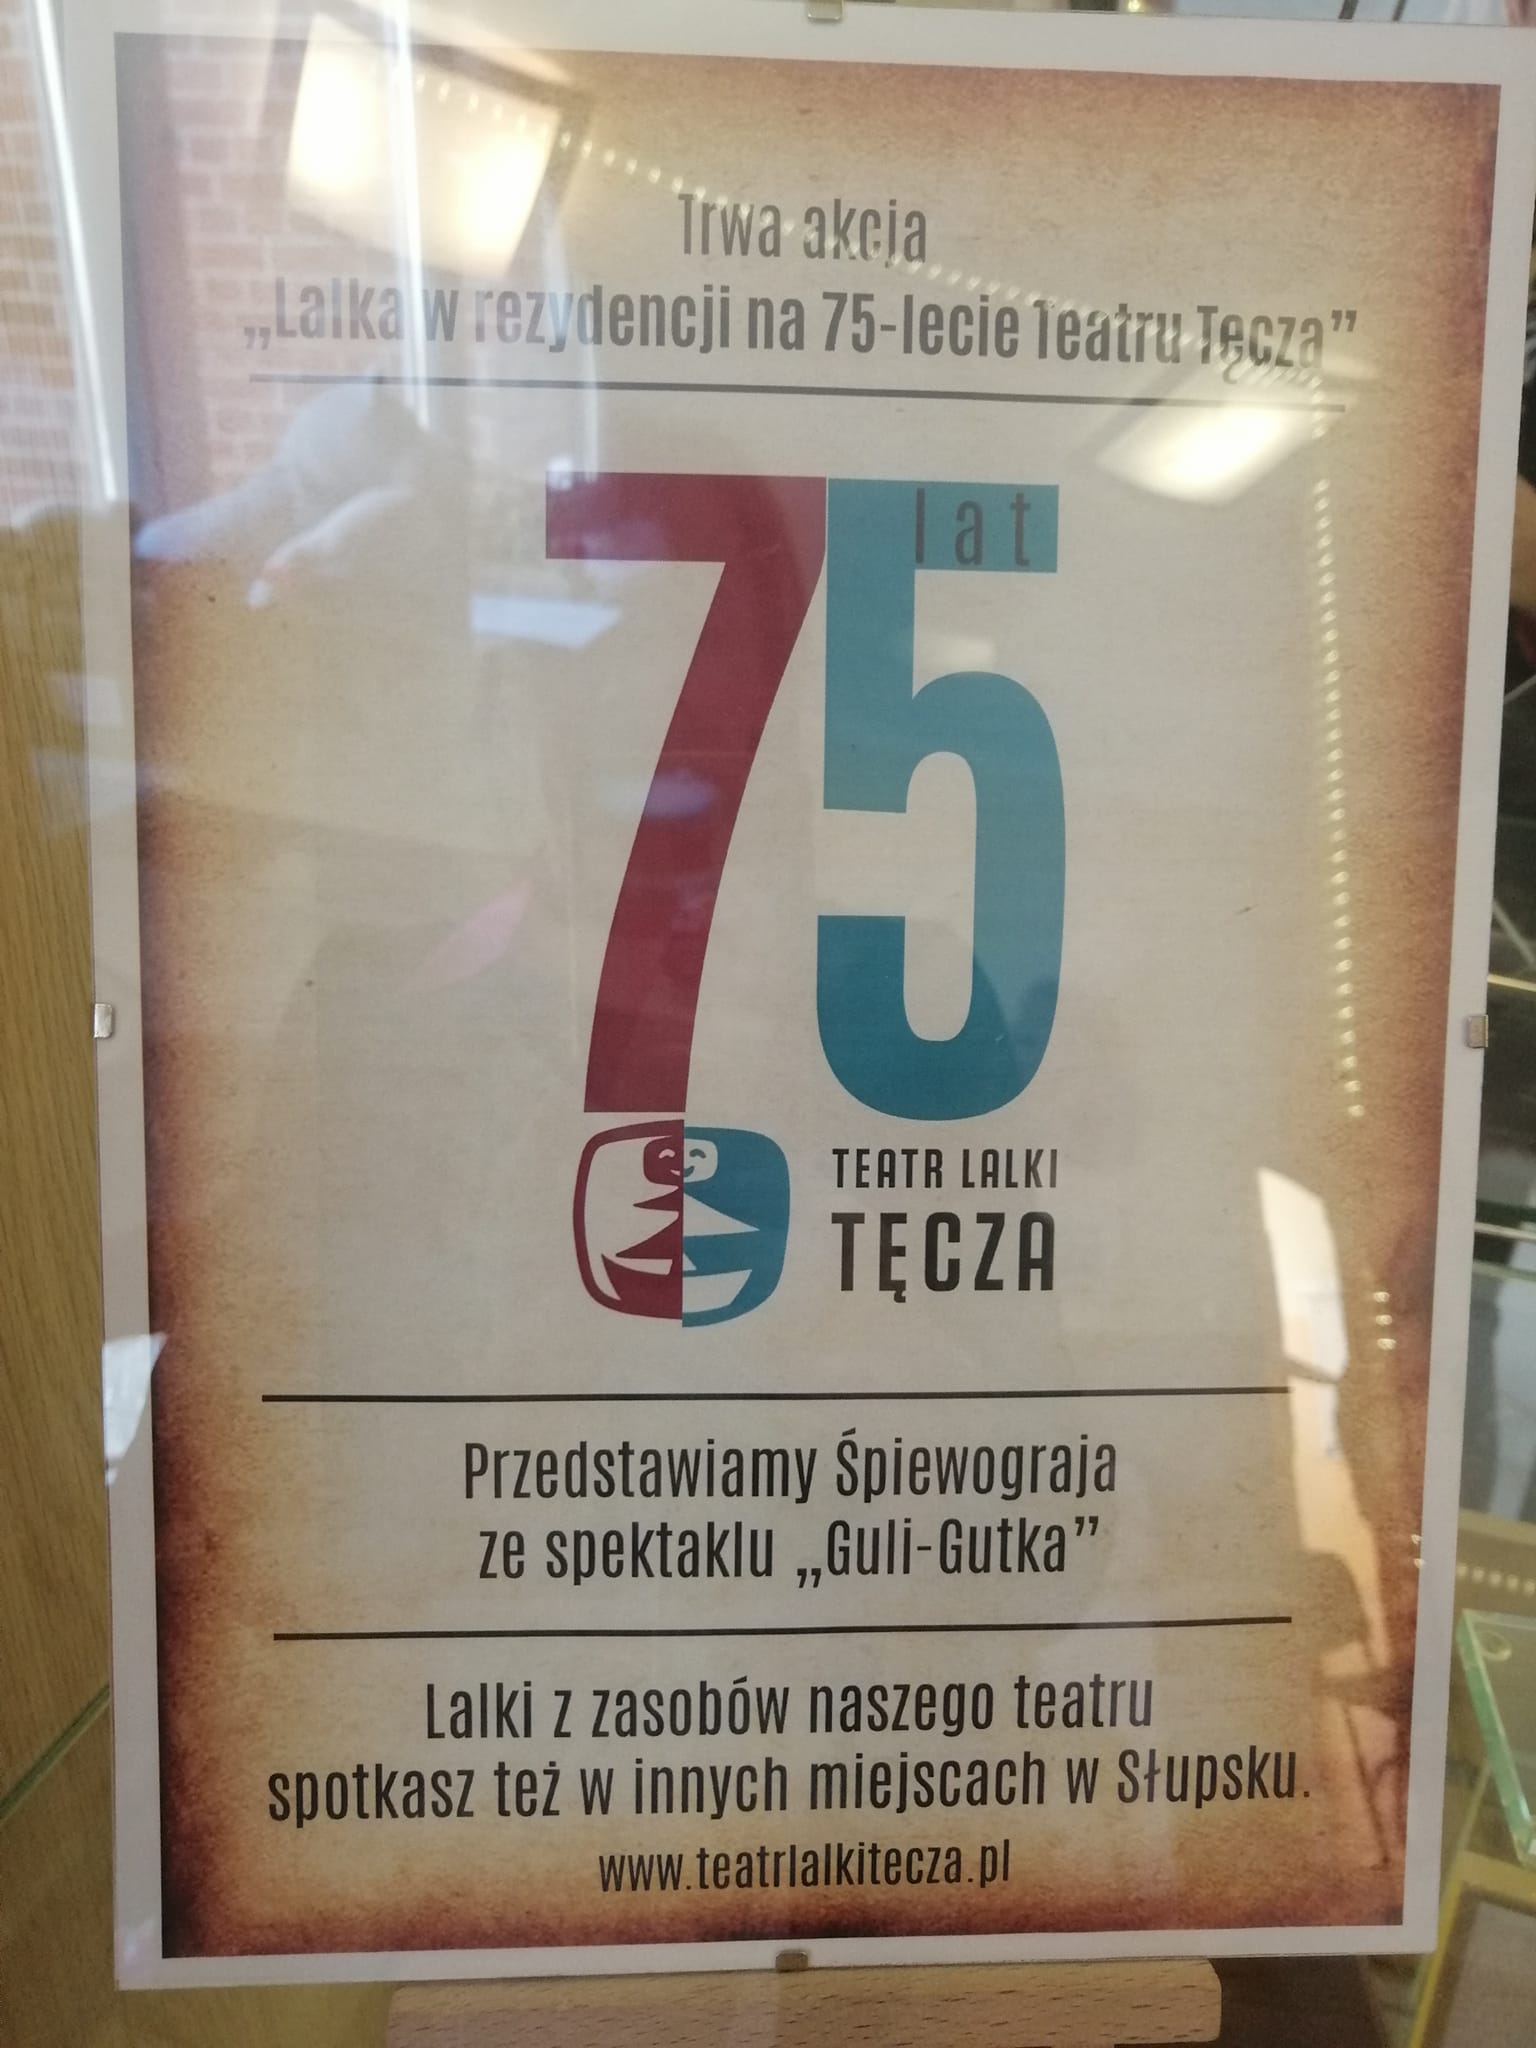 Trwa akcja
„Lalka w rezydencji na 75-lecie Teatru Tęcza”
75
lat
TEATR LALKI
TĘCZA
Przedstawiamy Śpiewograja
ze spektaklu „Guli-Gutka”
Lalki z zasobów naszego teatru
spotkasz też w innych miejscach w Słupsku.
www.teatrlalkitecza.pl